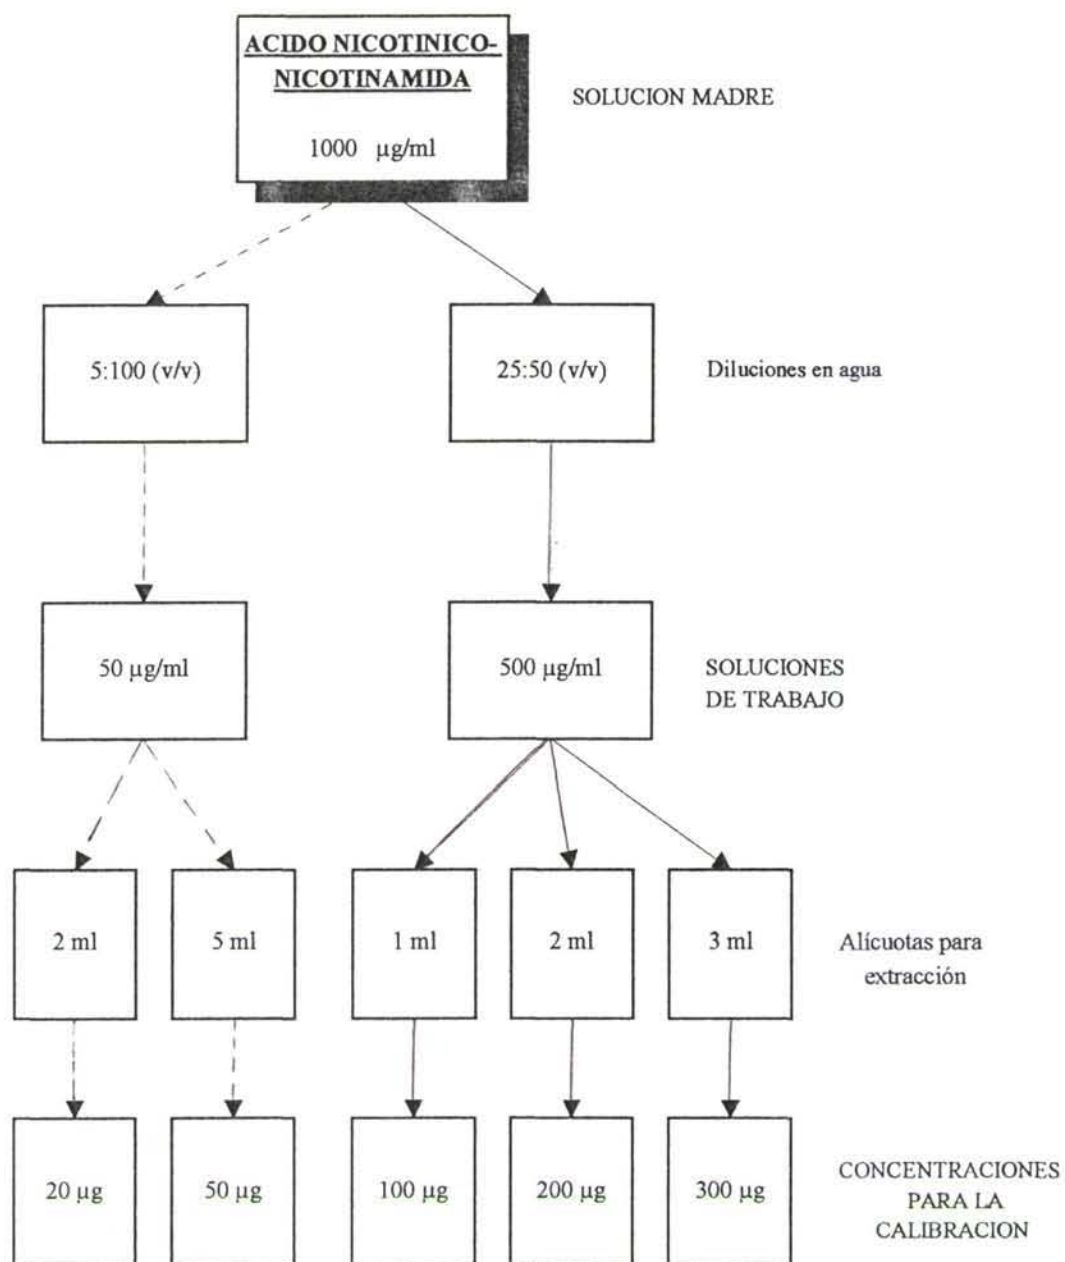 ACIDO NICOTINICO-
NICOTINAMIDA
1000 µg/ml
SOLUCION MADRE
5:100 (v/v)
25:50 (v/v)
Diluciones en agua
50 µg/ml
500 µg/ml
SOLUCIONES
DE TRABAJO
2 ml
5 ml
1 ml
2 ml
3 ml
Alícuotas para
extracción
20 µg
50 µg
100 µg
200 µg
300 µg
CONCENTRACIONES
PARA LA
CALIBRACION